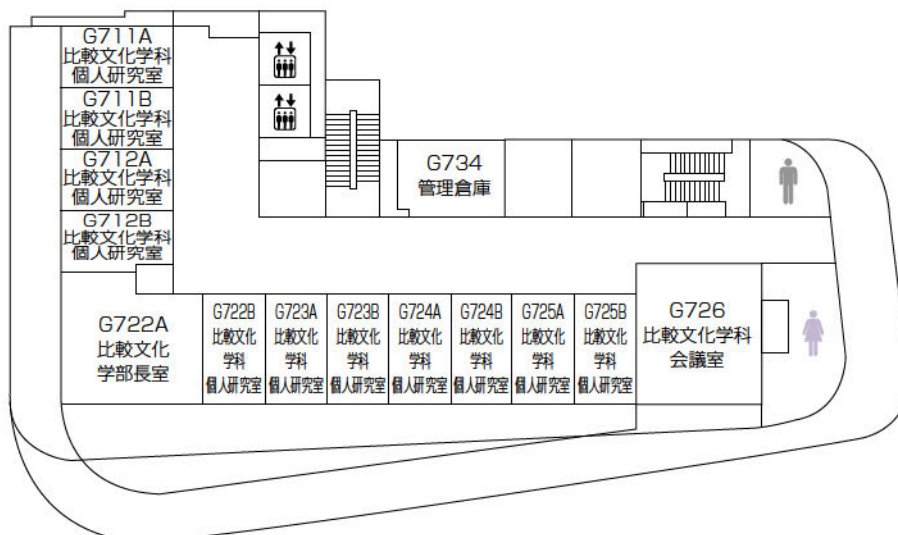 G711A
比較文化学科
個人研究室
G711B
比較文化学科
個人研究室
G712A
比較文化学科
個人研究室
G712B
比較文化学科
個人研究室
G734
管理倉庫
G722A
比較文化
学部長室
G722B
比較文化
学科
個人研究室
G723A
比較文化
学科
個人研究室
G723B
比較文化
学科
個人研究室
G724A
比較文化
学科
個人研究室
G724B
比較文化
学科
個人研究室
G725A
比較文化
学科
個人研究室
G725B
比較文化
学科
個人研究室
G726
比較文化学科
会議室